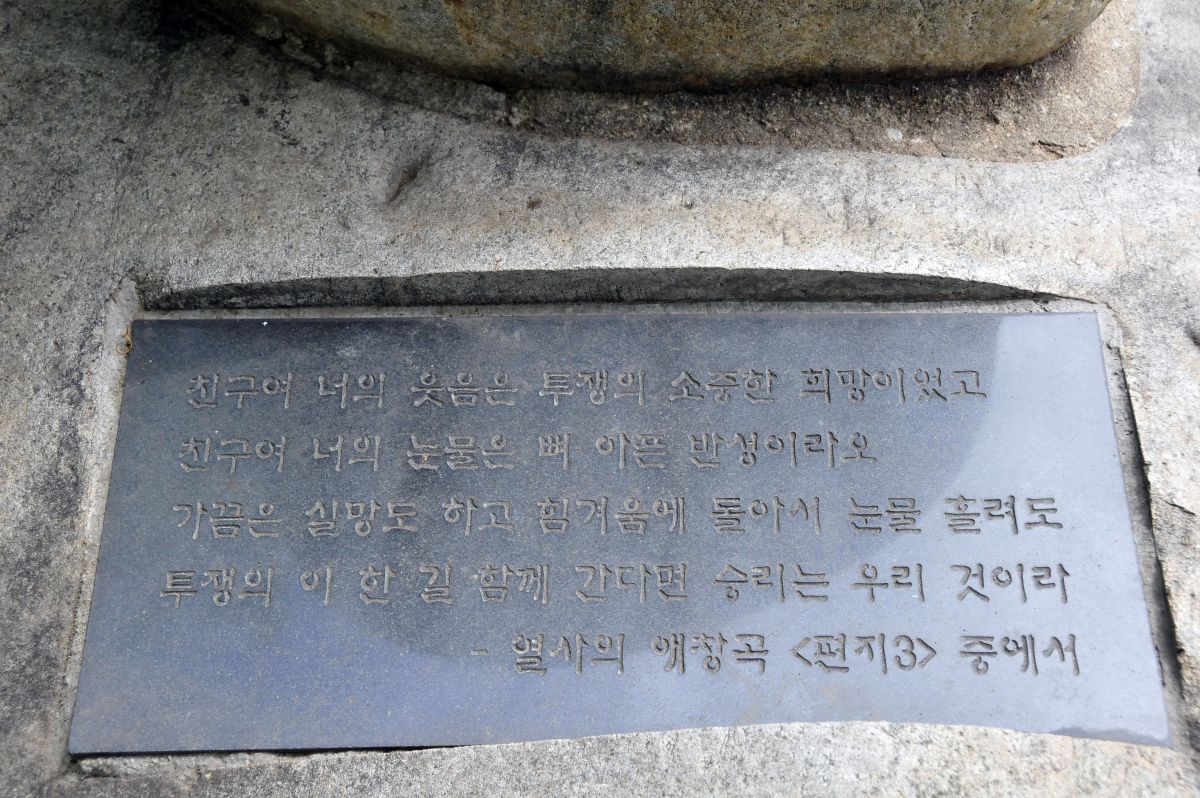 친구여 너의 웃음은 투쟁의 소중한 희망이었고
친구여 너의 눈물은 뼈 아픈 반성이라오
가끔은 실망도 하고 힘겨움에 돌아서 눈물 흘려도
투쟁의 이 한 길 함께 간다면 승리는 우리 것이라
- 열사의 애창곡 <편지3> 중에서